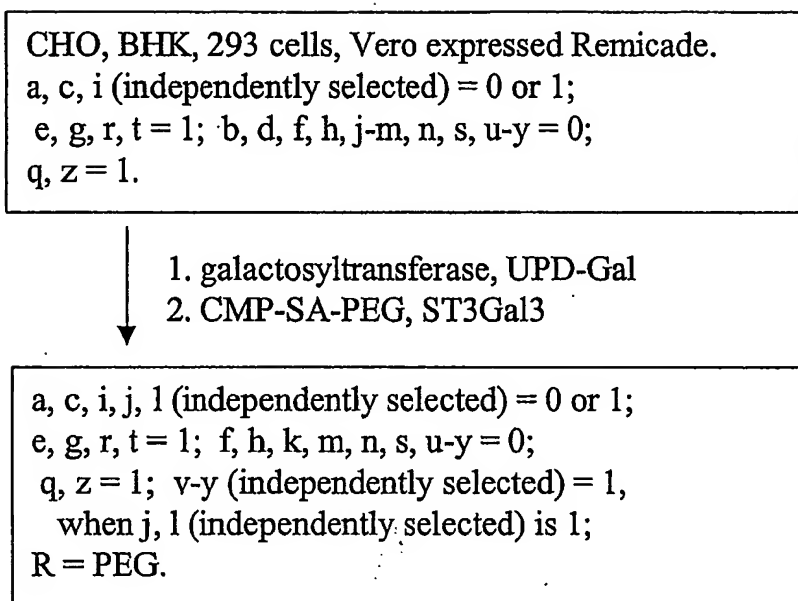 CHO, BHK, 293 cells, Vero expressed Remicade.
a, c, i (independently selected) = 0 or 1;
e, g, r, t = 1; b, d, f, h, j-m, n, s, u-y = 0;
q, z = 1.
1. galactosyltransferase, UPD-Gal
2. CMP-SA-PEG, ST3Gal3
a, c, i, j, l (independently selected) = 0 or 1;
e, g, r, t = 1; f, h, k, m, n, s, u-y = 0;
q, z = 1; v-y (independently selected) = 1,
when j, l (independently selected) is 1;
R = PEG.